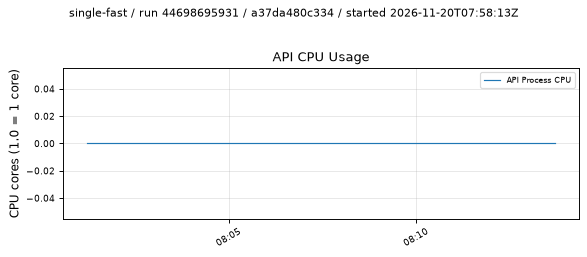 single-fast / run 44698695931 / a37da480c334 / started 2026-11-20T07:58:13Z
API CPU Usage
API Process CPU
CPU cores (1.0 = 1 core)
0.04
0.02
0.00
−0.02
−0.04
08:05
08:10